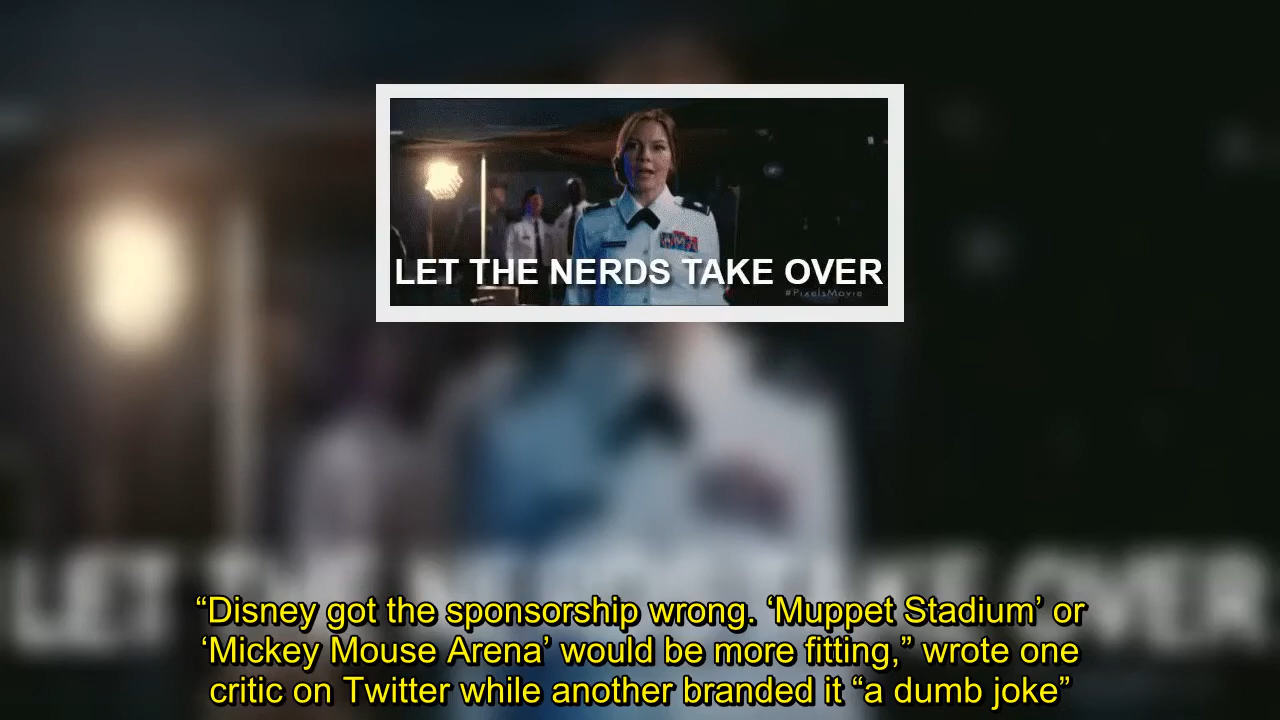 LET THE NERDS TAKE OVER
#PixelsMovie
“Disney got the sponsorship wrong. ‘Muppet Stadium’ or
‘Mickey Mouse Arena’ would be more fitting,” wrote one
critic on Twitter while another branded it “a dumb joke”